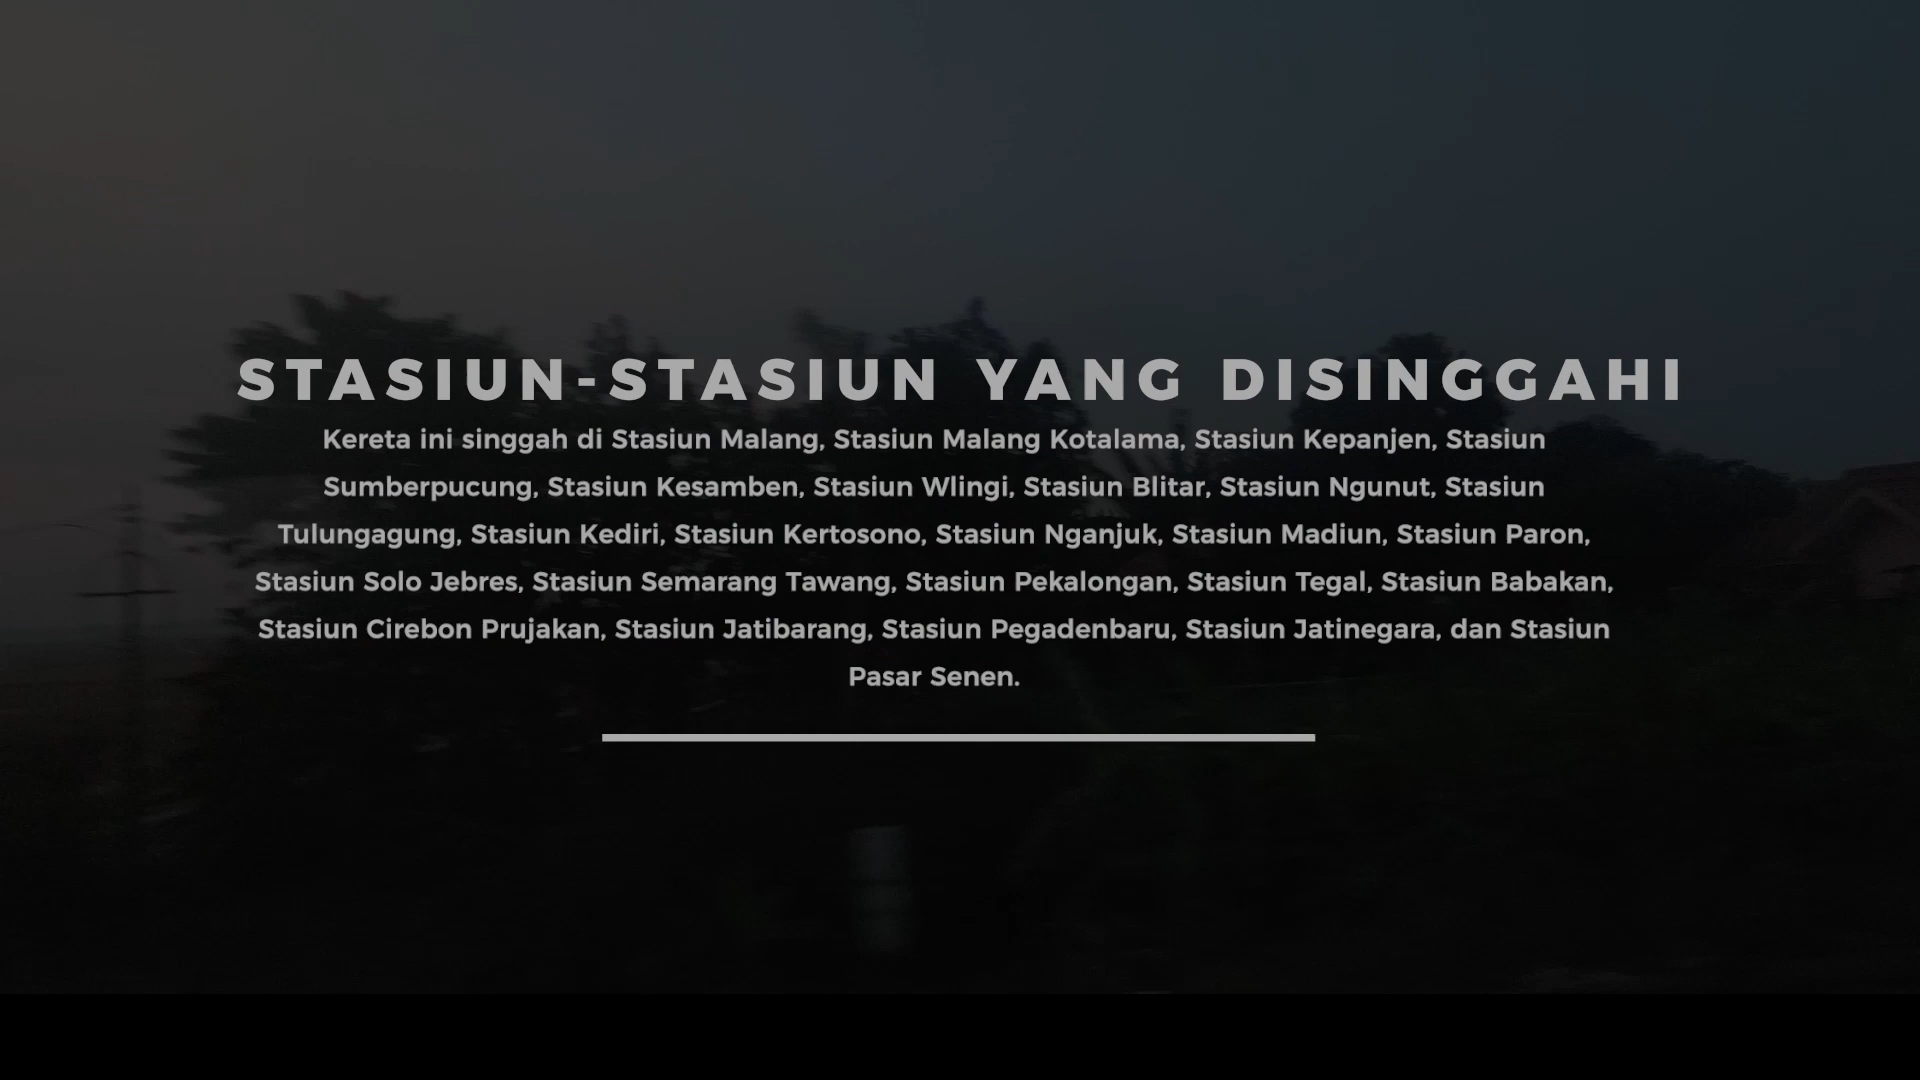 STASIUN-STASIUN YANG DISINGGAHI
Kereta ini singgah di Stasiun Malang, Stasiun Malang Kotalama, Stasiun Kepanjen, Stasiun
Sumberpucung, Stasiun Kesamben, Stasiun Wlingi, Stasiun Blitar, Stasiun Ngunut, Stasiun
Tulungagung, Stasiun Kediri, Stasiun Kertosono, Stasiun Nganjuk, Stasiun Madiun, Stasiun Paron,
Stasiun Solo Jebres, Stasiun Semarang Tawang, Stasiun Pekalongan, Stasiun Tegal, Stasiun Babakan,
Stasiun Cirebon Prujakan, Stasiun Jatibarang, Stasiun Pegadenbaru, Stasiun Jatinegara, dan Stasiun
Pasar Senen.